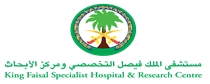 مستشفى الملك فيصل التخصصي ومركز الأبحاث
King Faisal Specialist Hospital & Research Centre